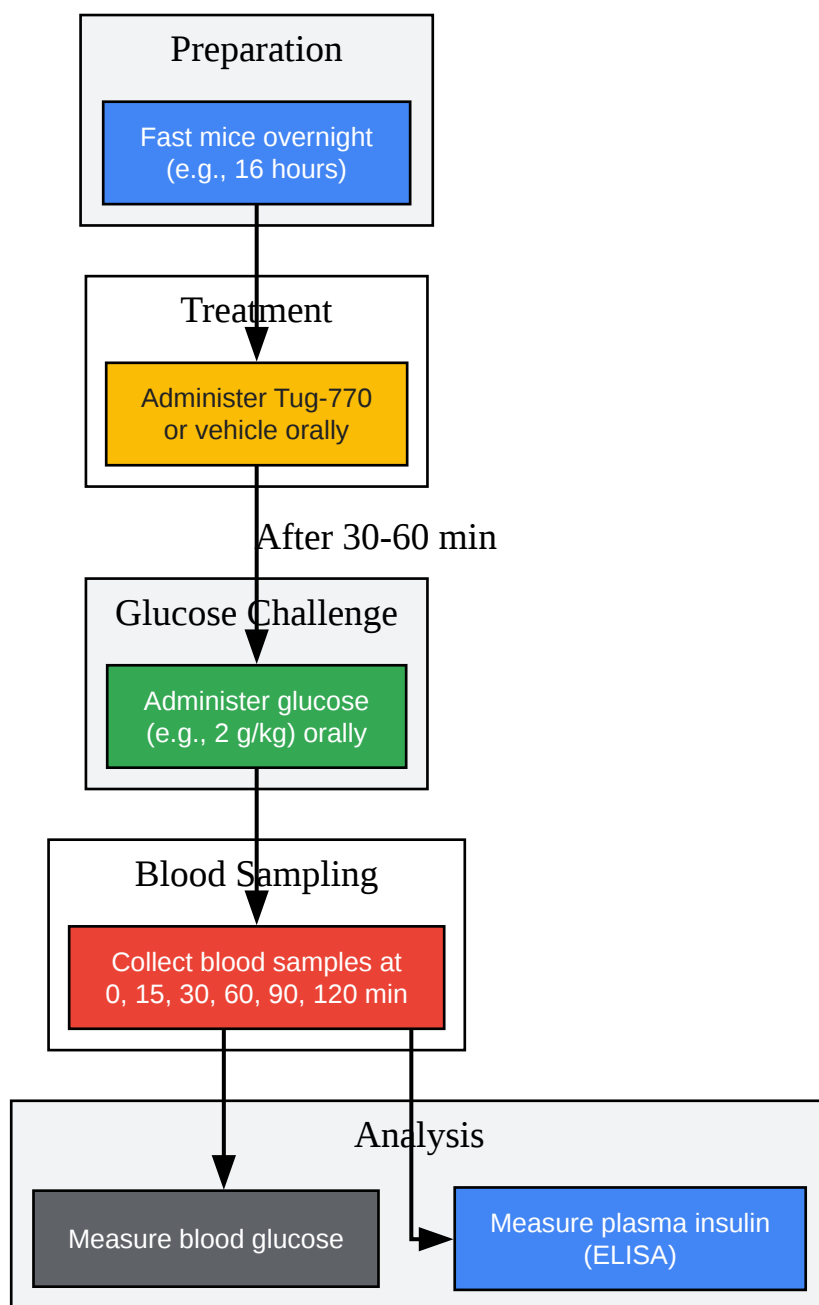 Preparation
Fast mice overnight
(e.g., 16 hours)
Treatment
Administer Tug-770
or vehicle orally
After 30-60 min
Glucose Challenge
Administer glucose
(e.g., 2 g/kg) orally
Blood Sampling
Collect blood samples at
0, 15, 30, 60, 90, 120 min
Analysis
Measure blood glucose
Measure plasma insulin
(ELISA)